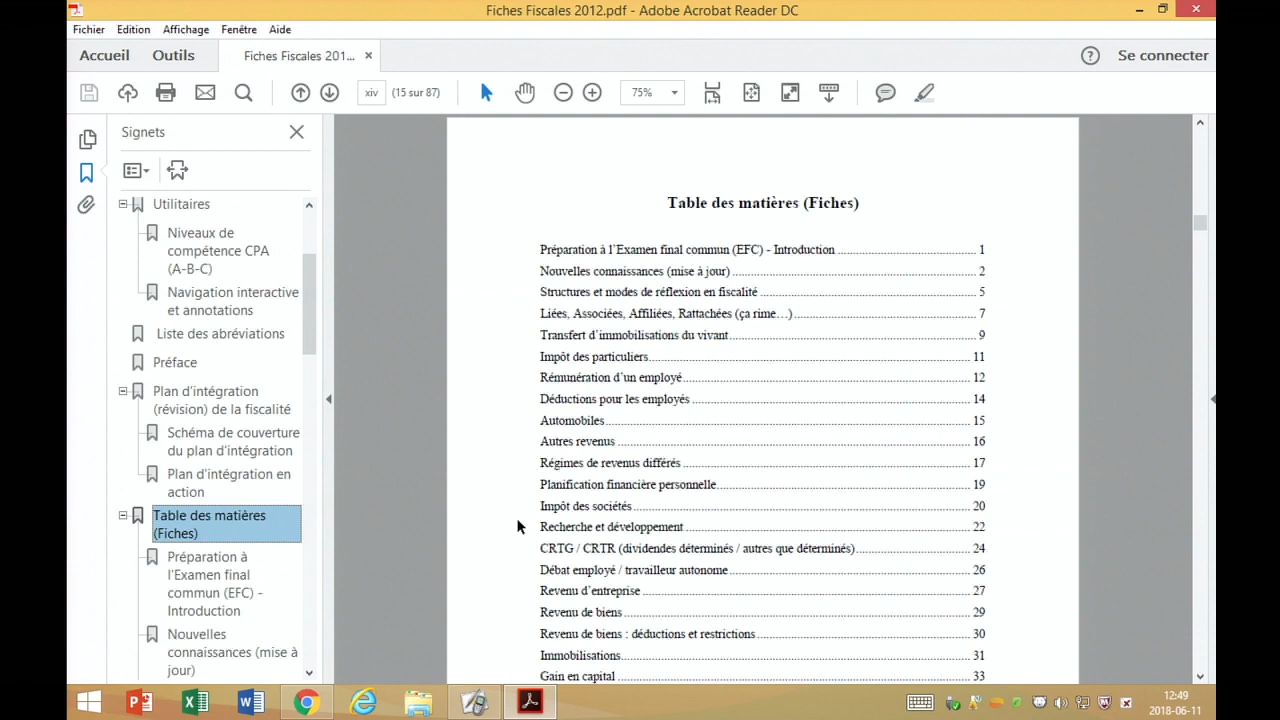 Fiches Fiscales 2012.pdf - Adobe Acrobat Reader DC
Fichier Edition Affichage Fenêtre Aide
Accueil Outils Fiches Fiscales 201... × ? Se connecter
xiv (15 sur 87) 75%
Signets
Utilitaires
Niveaux de
compétence CPA
(A-B-C)
Navigation interactive
et annotations
Liste des abréviations
Préface
Plan d'intégration
(révision) de la fiscalité
Schéma de couverture
du plan d'intégration
Plan d'intégration en
action
Table des matières
(Fiches)
Préparation à
l'Examen final
commun (EFC) -
Introduction
Nouvelles
connaissances (mise à
jour)
Table des matières (Fiches)
Préparation à l'Examen final commun (EFC) - Introduction 1
Nouvelles connaissances (mise à jour) 2
Structures et modes de réflexion en fiscalité 5
Liées, Associées, Affiliées, Rattachées (ça rime…) 7
Transfert d'immobilisations du vivant 9
Impôt des particuliers 11
Rémunération d'un employé 12
Déductions pour les employés 14
Automobiles 15
Autres revenus 16
Régimes de revenus différés 17
Planification financière personnelle 19
Impôt des sociétés 20
Recherche et développement 22
CRTG / CRTR (dividendes déterminés / autres que déterminés) 24
Débat employé / travailleur autonome 26
Revenu d'entreprise 27
Revenu de biens 29
Revenu de biens : déductions et restrictions 30
Immobilisations 31
Gain en capital 33
12:49
2018-06-11